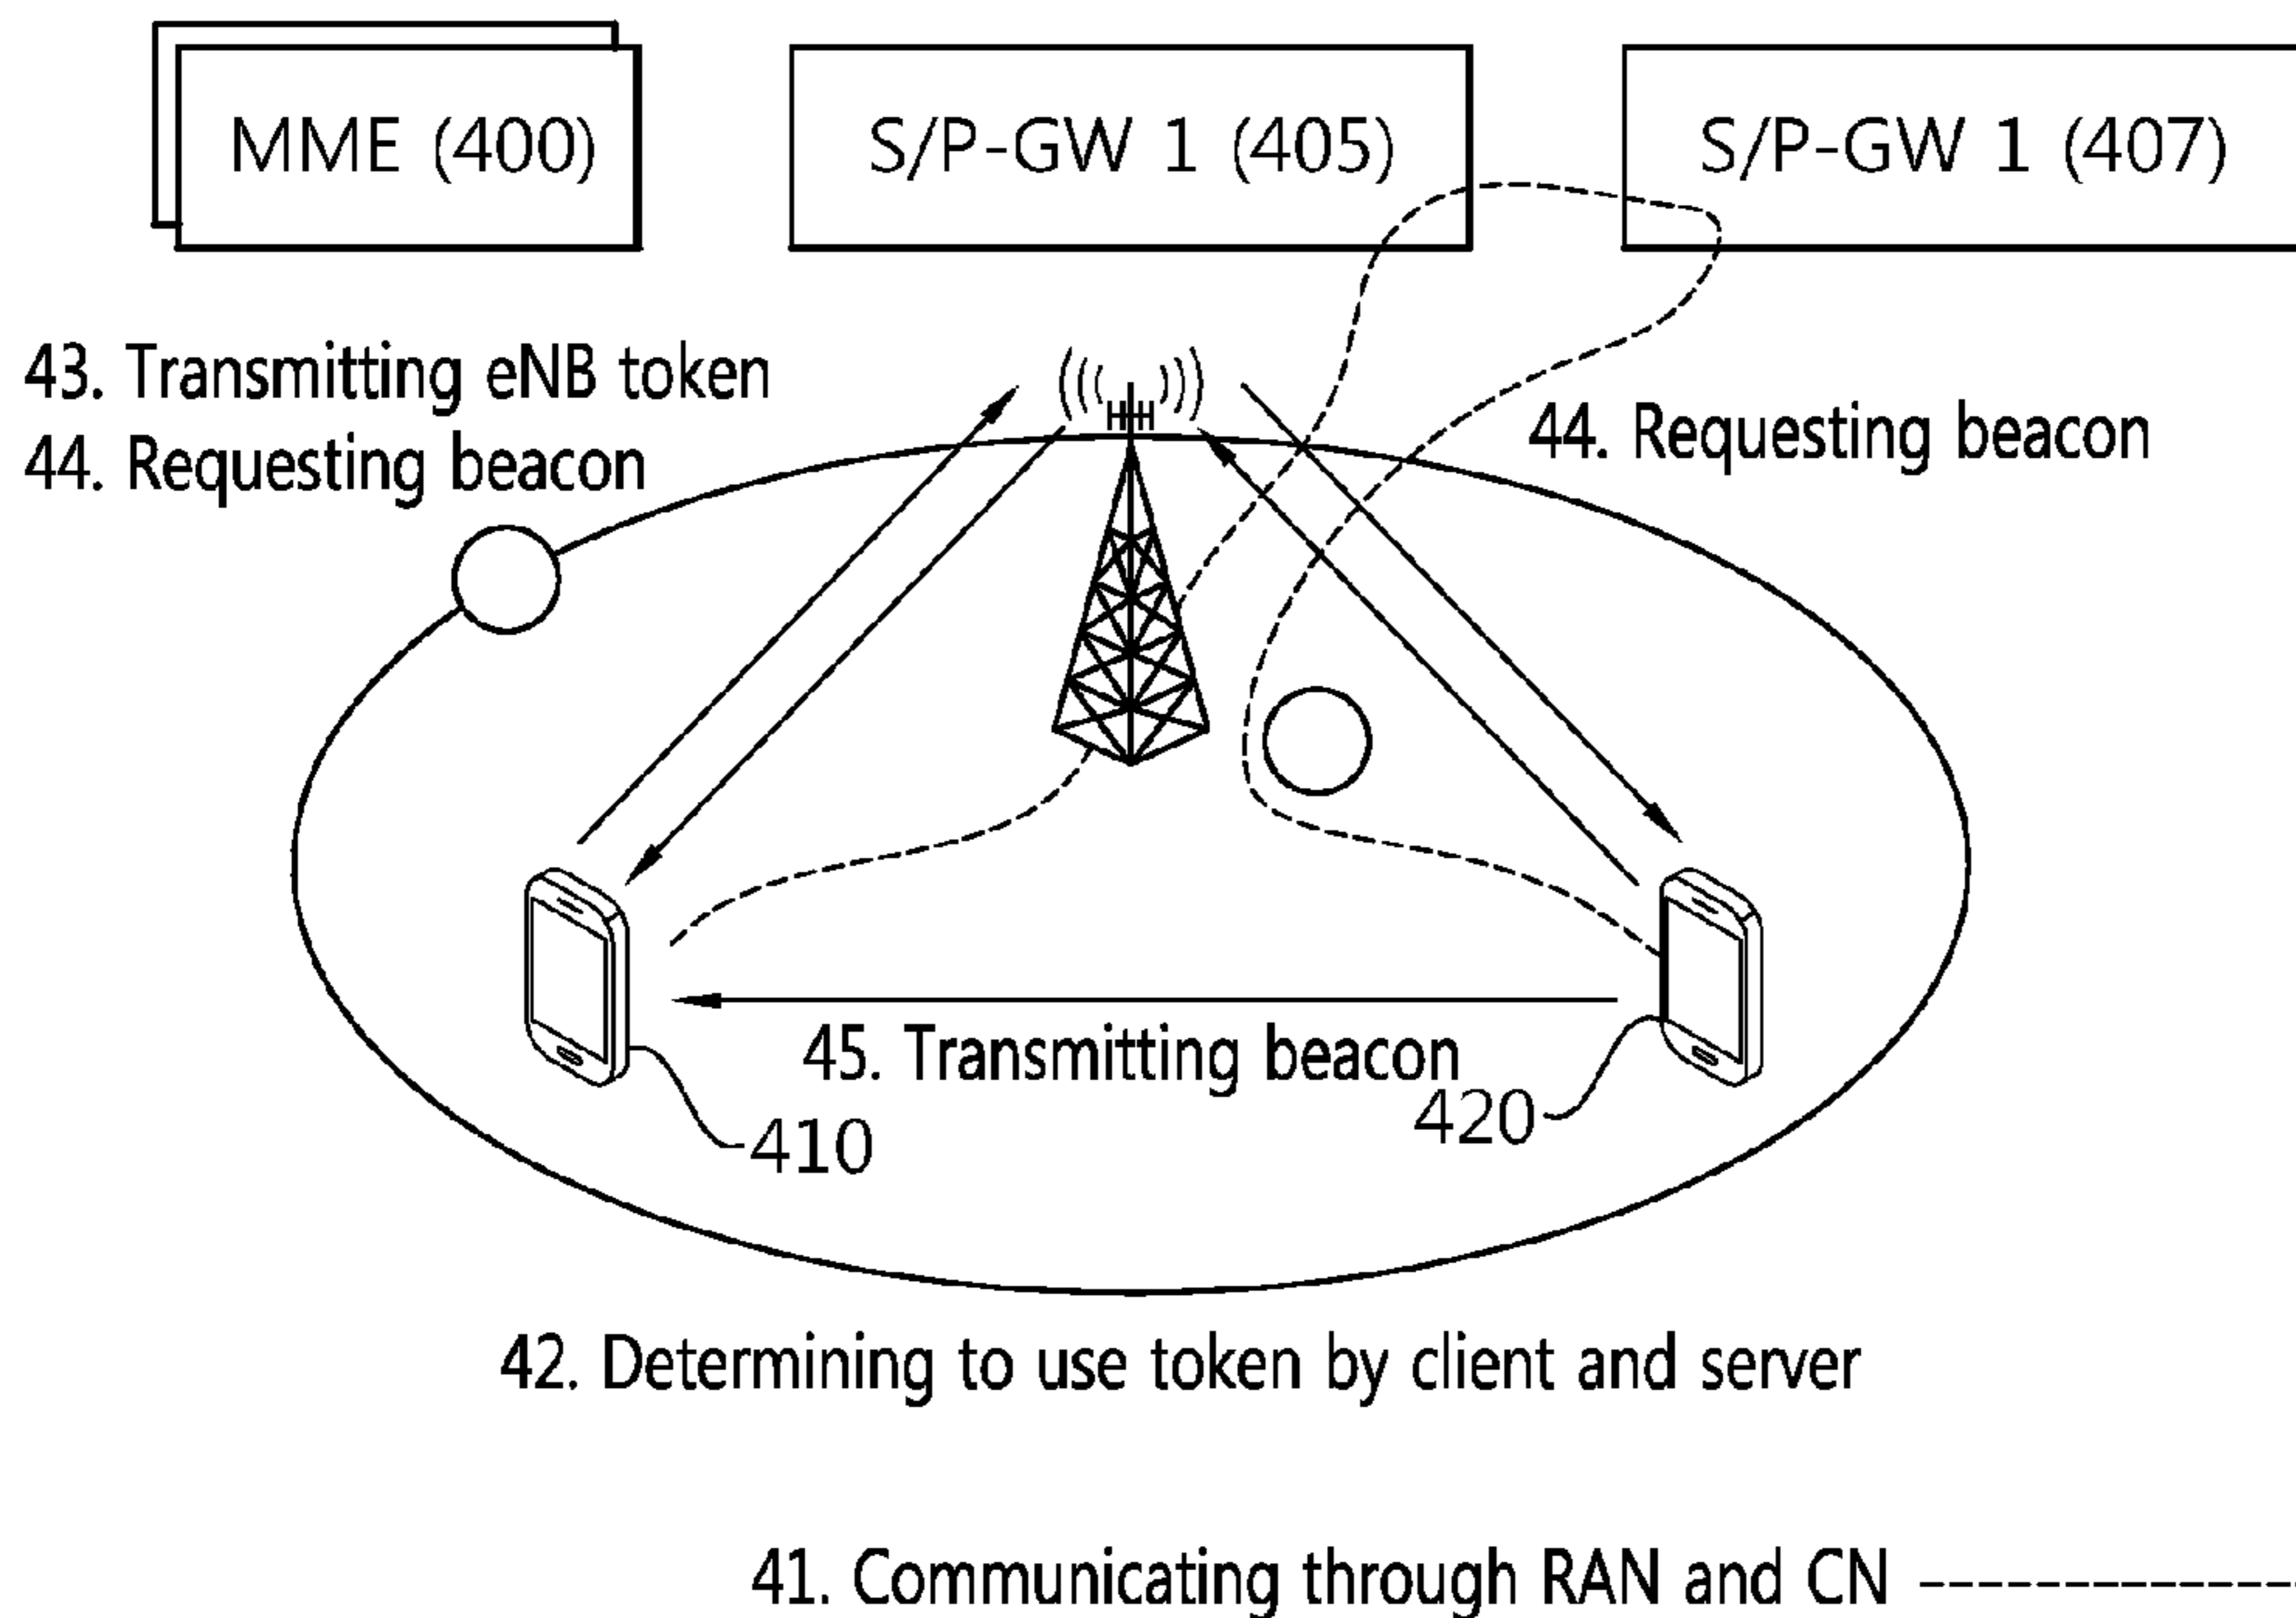 MME (400)
S/P-GW 1 (405)
S/P-GW 1 (407)
43. Transmitting eNB token
44. Requesting beacon
44. Requesting beacon
45. Transmitting beacon
410
420
42. Determining to use token by client and server
41. Communicating through RAN and CN